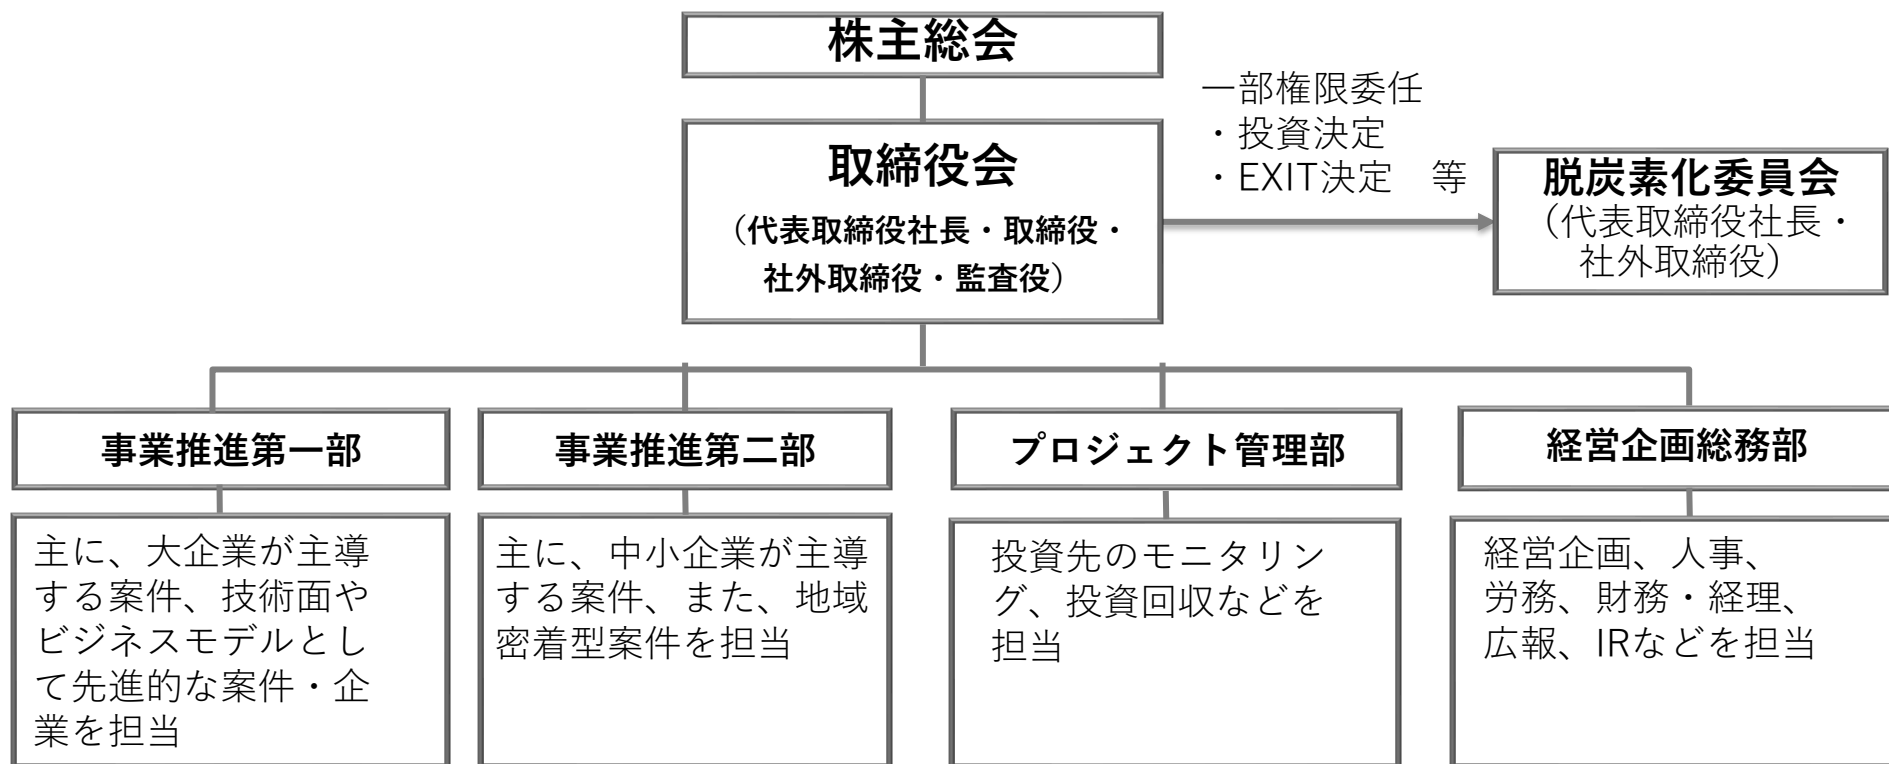 株主総会
一部権限委任
・投資決定
・EXIT決定　等
取締役会
（代表取締役社長・取締役・
社外取締役・監査役）
脱炭素化委員会
（代表取締役社長・
社外取締役）
事業推進第一部
事業推進第二部
プロジェクト管理部
経営企画総務部
主に、大企業が主導
する案件、技術面や
ビジネスモデルとし
て先進的な案件・企
業を担当
主に、中小企業が主導
する案件、また、地域
密着型案件を担当
投資先のモニタリン
グ、投資回収などを
担当
経営企画、人事、
労務、財務・経理、
広報、IRなどを担当